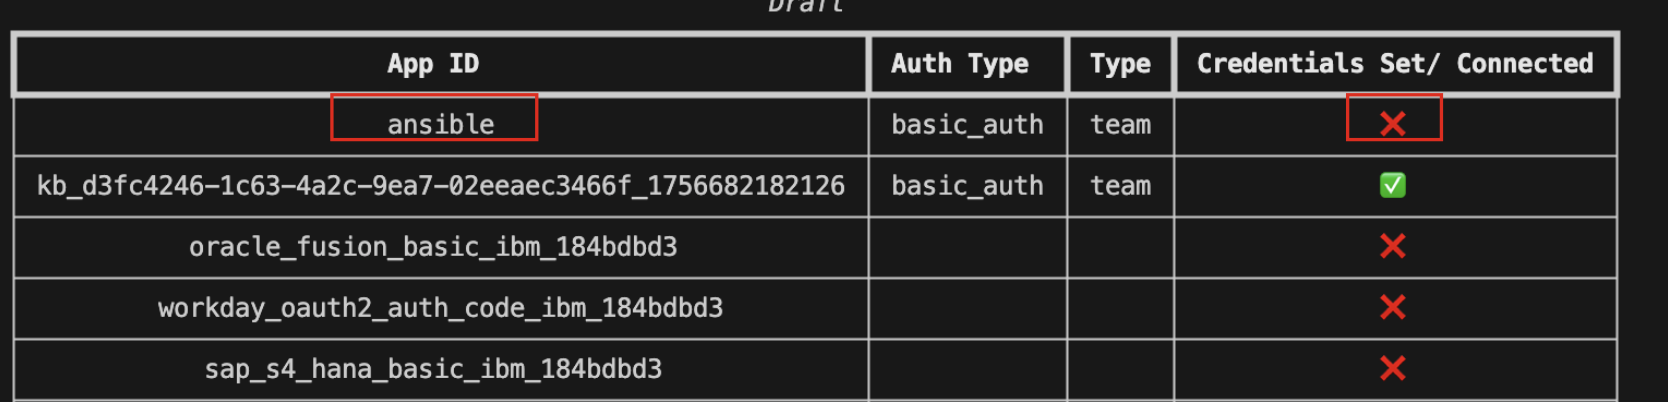 Draft
App ID Auth Type Type Credentials Set/ Connected
ansible basic_auth team ❌
kb_d3fc4246-1c63-4a2c-9ea7-02eeaec3466f_1756682182126 basic_auth team ✅
oracle_fusion_basic_ibm_184bdbd3 ❌
workday_oauth2_auth_code_ibm_184bdbd3 ❌
sap_s4_hana_basic_ibm_184bdbd3 ❌